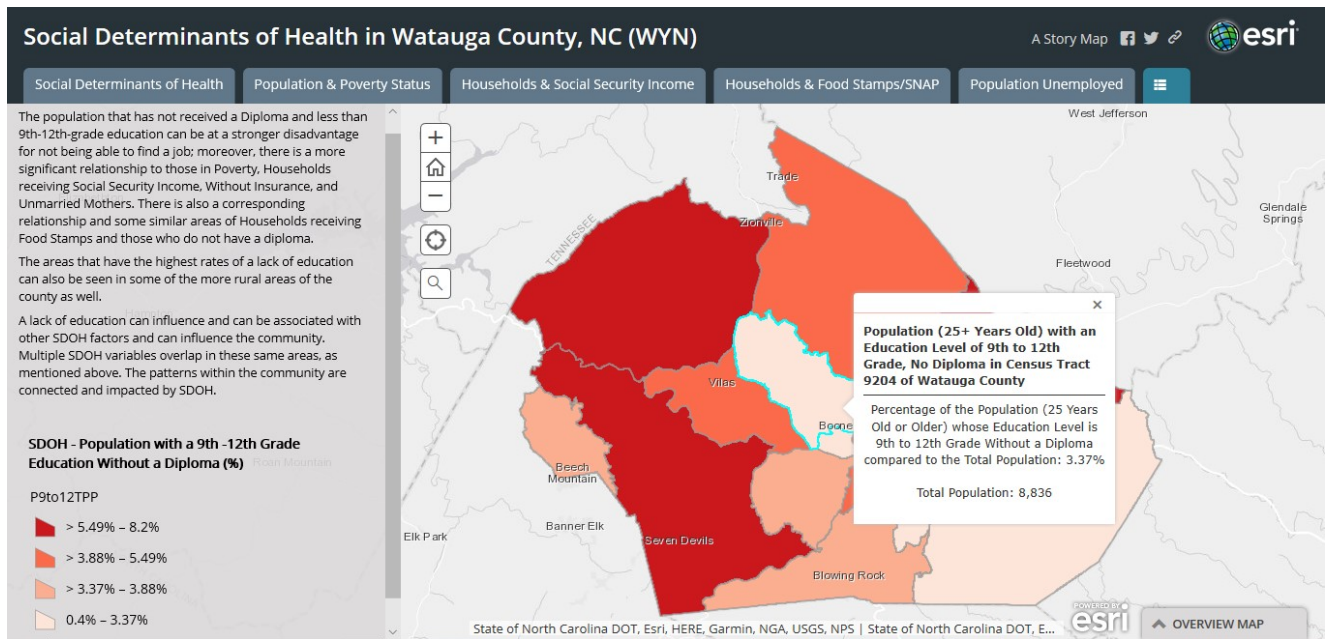 Social Determinants of Health in Watauga County, NC (WYN)
A Story Map
esri
Social Determinants of Health
Population & Poverty Status
Households & Social Security Income
Households & Food Stamps/SNAP
Population Unemployed
The population that has not received a Diploma and less than
9th-12th-grade education can be at a stronger disadvantage
for not being able to find a job; moreover, there is a more
significant relationship to those in Poverty, Households
receiving Social Security Income, Without Insurance, and
Unmarried Mothers. There is also a corresponding
relationship and some similar areas of Households receiving
Food Stamps and those who do not have a diploma.
The areas that have the highest rates of a lack of education
can also be seen in some of the more rural areas of the
county as well.
A lack of education can influence and can be associated with
other SDOH factors and can influence the community.
Multiple SDOH variables overlap in these same areas, as
mentioned above. The patterns within the community are
connected and impacted by SDOH.
SDOH - Population with a 9th -12th Grade
Education Without a Diploma (%)
Roan Mountain
P9to12TPP
> 5.49% – 8.2%
> 3.88% – 5.49%
> 3.37% – 3.88%
0.4% – 3.37%
+
−
West Jefferson
Trade
Glendale
Springs
Zionville
TENNESSEE
Fleetwood
Vilas
Boone
Beech
Mountain
Banner Elk
Elk Park
Seven Devils
Blowing Rock
×
Population (25+ Years Old) with an
Education Level of 9th to 12th
Grade, No Diploma in Census Tract
9204 of Watauga County
Percentage of the Population (25 Years
Old or Older) whose Education Level is
9th to 12th Grade Without a Diploma
compared to the Total Population: 3.37%
Total Population: 8,836
State of North Carolina DOT, Esri, HERE, Garmin, NGA, USGS, NPS | State of North Carolina DOT, E...
POWERED BY
esri
OVERVIEW MAP